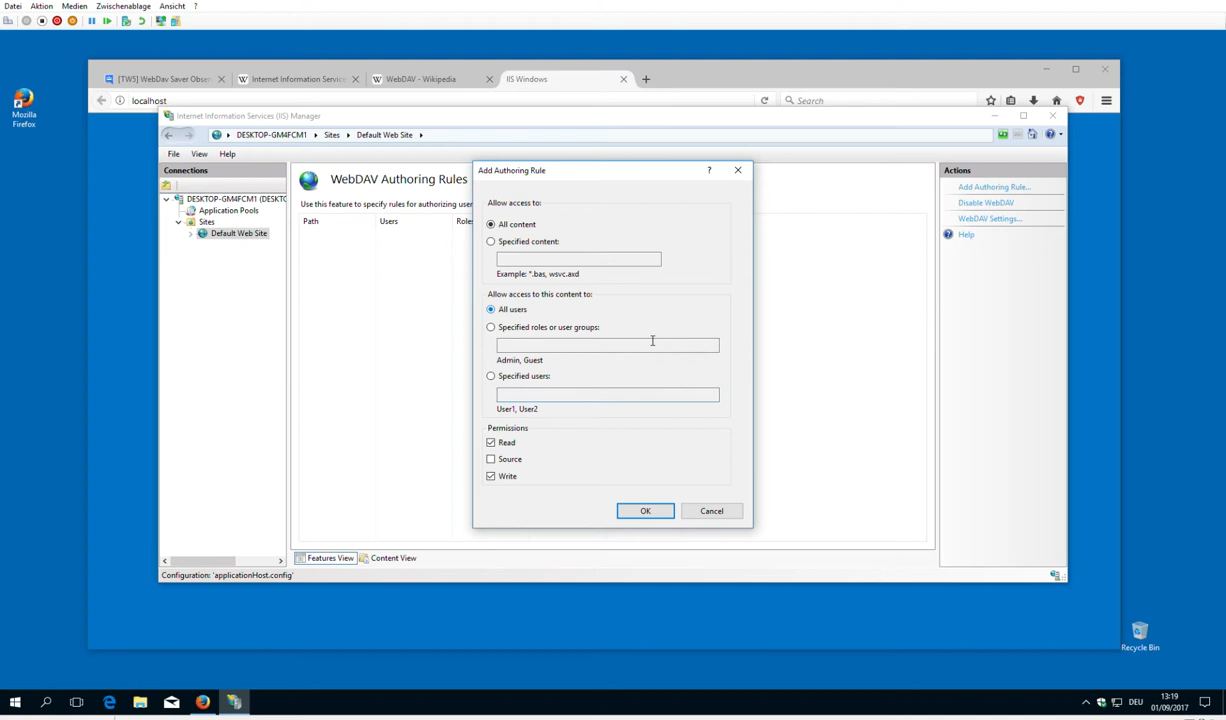 Datei Aktion Medien Zwischenablage Ansicht ?
[TW5] WebDav Saver Obser
Internet Information Service
WebDAV - Wikipedia
IIS Windows
Mozilla
Firefox
localhost
Search
Internet Information Services (IIS) Manager
DESKTOP-GM4FCM1 Sites Default Web Site
File View Help
Connections
DESKTOP-GM4FCM1 (DESKTO
Application Pools
Sites
Default Web Site
WebDAV Authoring Rules
Use this feature to specify rules for authorizing user
Path Users Roles
Add Authoring Rule
?
Allow access to:
All content
Specified content:
Example: *.bas, wsvc.axd
Allow access to this content to:
All users
Specified roles or user groups:
Admin, Guest
Specified users:
User1, User2
Permissions
Read
Source
Write
OK Cancel
Actions
Add Authoring Rule...
Disable WebDAV
WebDAV Settings...
Help
Features View Content View
Configuration: 'applicationHost.config'
Recycle Bin
DEU
13:19
01/09/2017